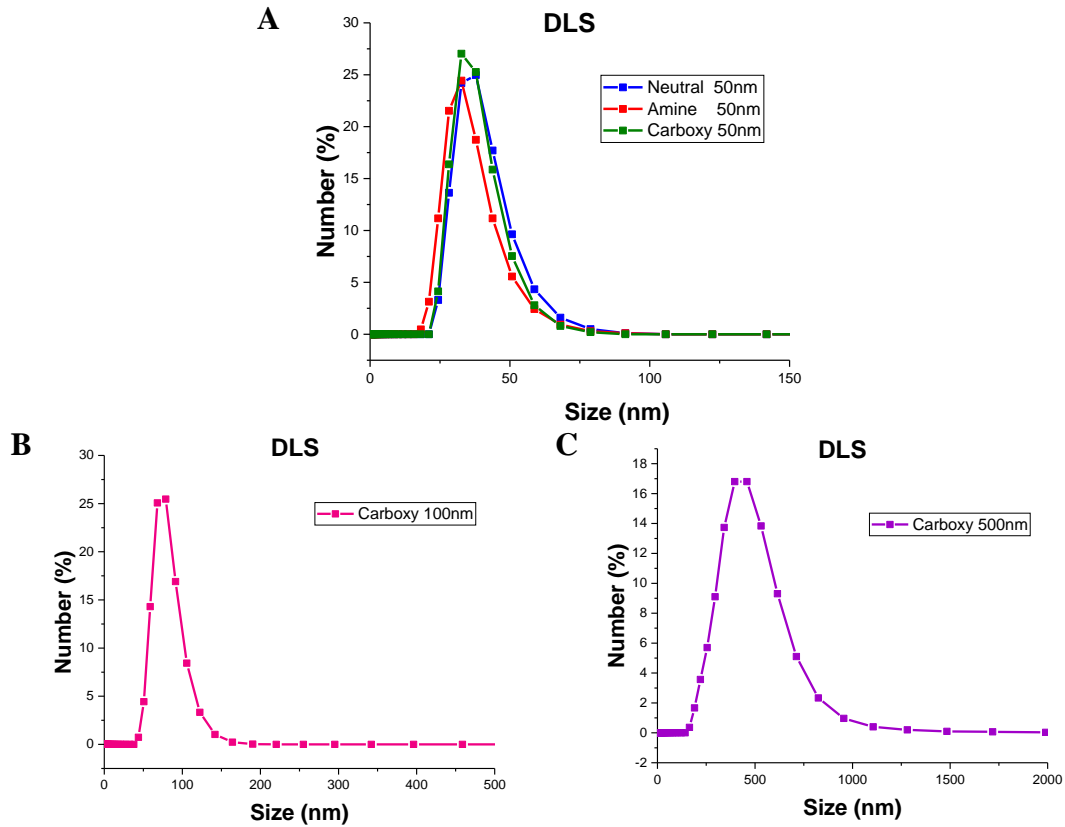 A
DLS
30
25
20
15
10
5
0
Number (%)
Neutral 50nm
Amine 50nm
Carboxy 50nm
0 50 100 150
Size (nm)
B
DLS
30
25
20
15
10
5
0
Number (%)
Carboxy 100nm
0 100 200 300 400 500
Size (nm)
C
DLS
18
16
14
12
10
8
6
4
2
0
-2
Number (%)
Carboxy 500nm
0 500 1000 1500 2000
Size (nm)